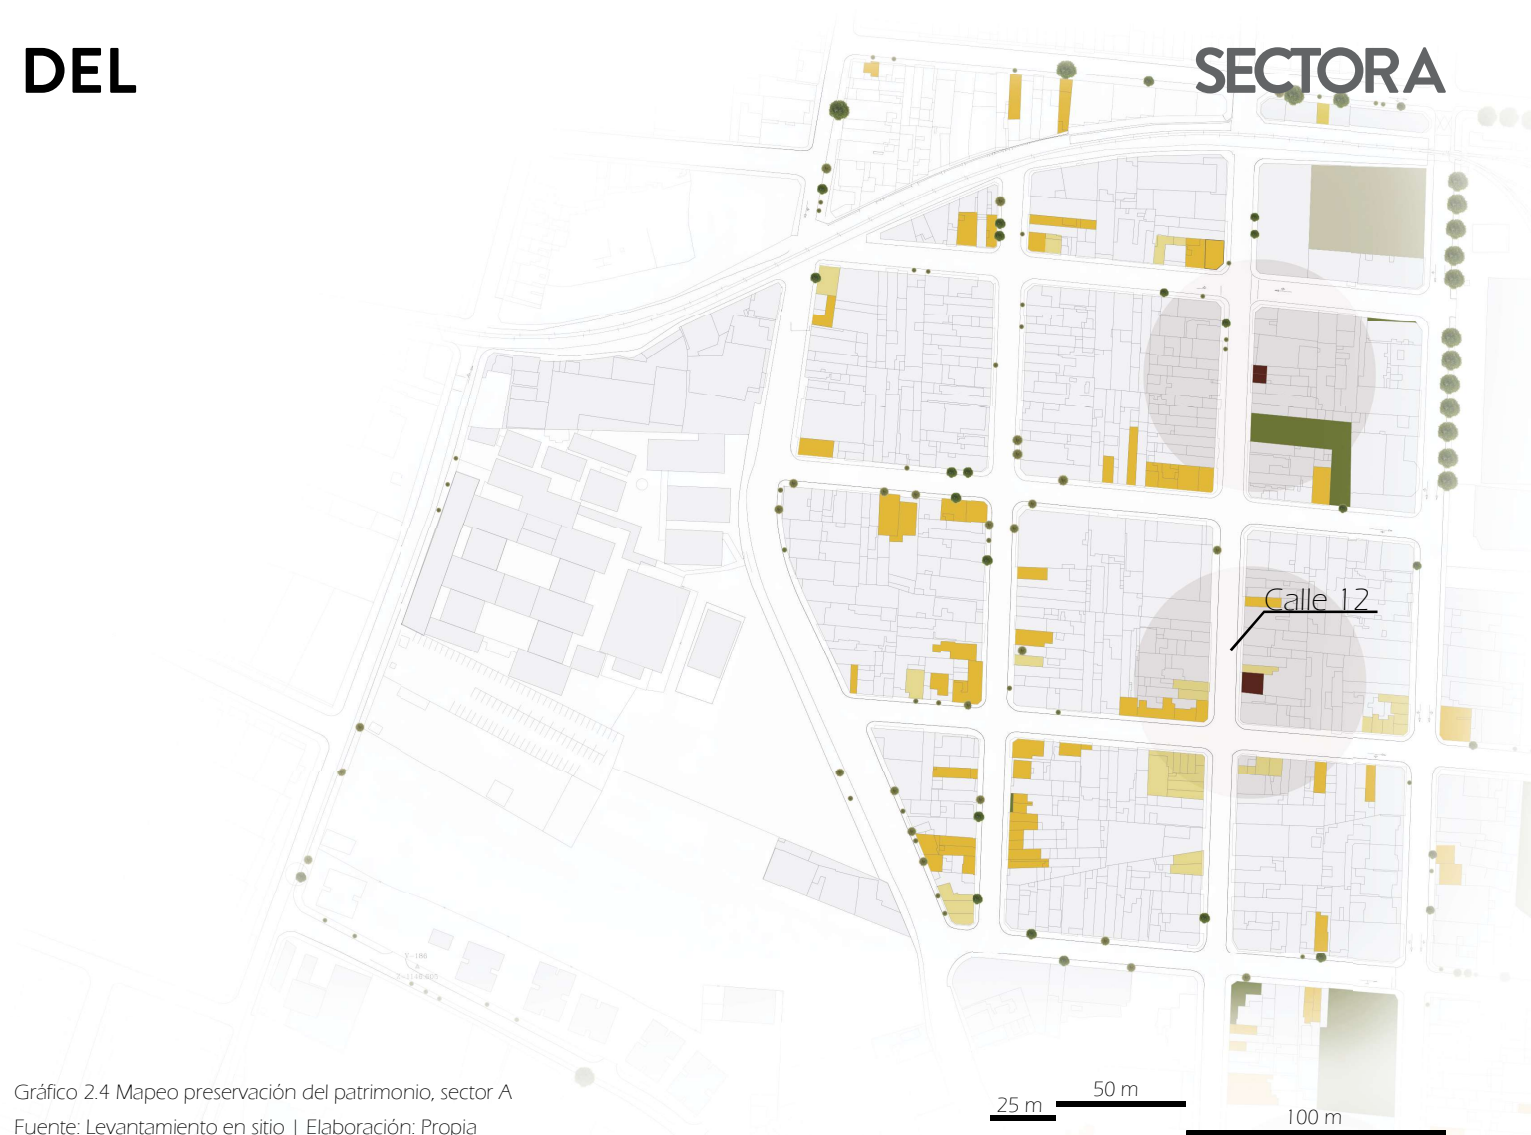 DEL
SECTOR A
Calle 12
Gráfico 2.4 Mapeo preservación del patrimonio, sector A
Fuente: Levantamiento en sitio | Elaboración: Propia
25 m
50 m
100 m